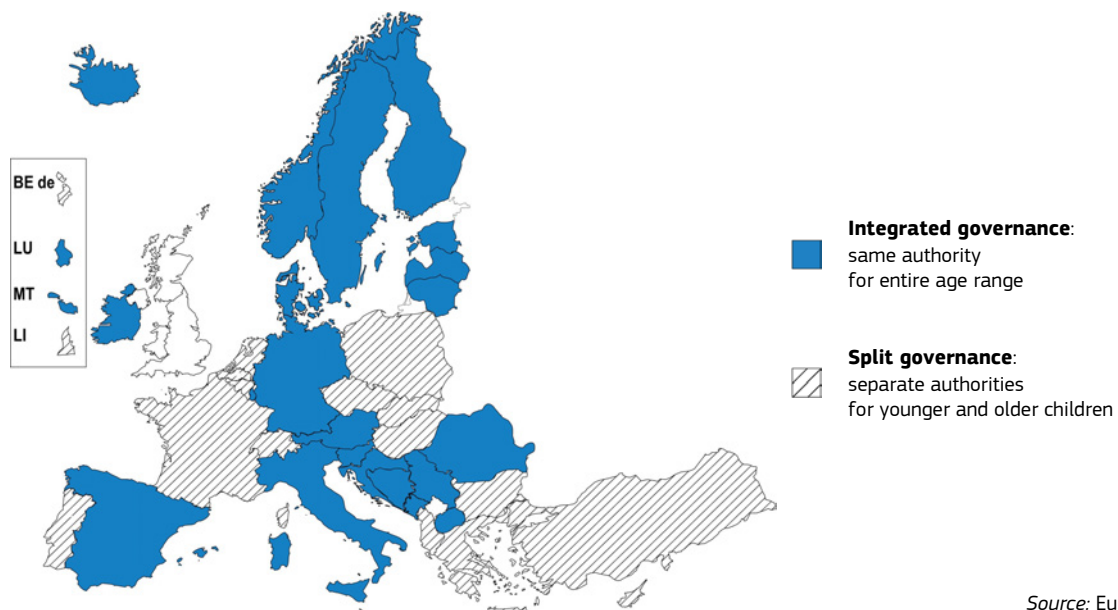 BE de
LU
MT
LI
Integrated governance:
same authority
for entire age range
Split governance:
separate authorities
for younger and older children
Source: Eu